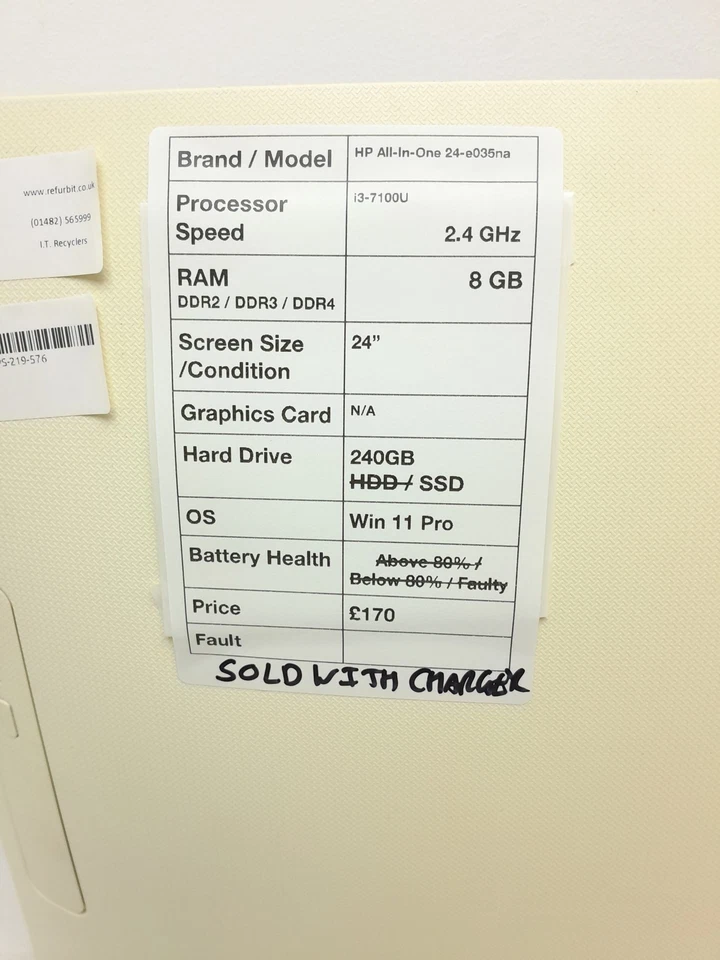 www.refurbit.co.uk
(01482) 565999
I.T. Recyclers
S-219-576
Brand / Model HP All-In-One 24-e035na
Processor i3-7100U
Speed 2.4 GHz
RAM 8 GB
DDR2 / DDR3 / DDR4
Screen Size 24”
/Condition
Graphics Card N/A
Hard Drive 240GB
HDD / SSD
OS Win 11 Pro
Battery Health Above 80% /
Below 80% / Faulty
Price £170
Fault
SOLD WITH CHARGER